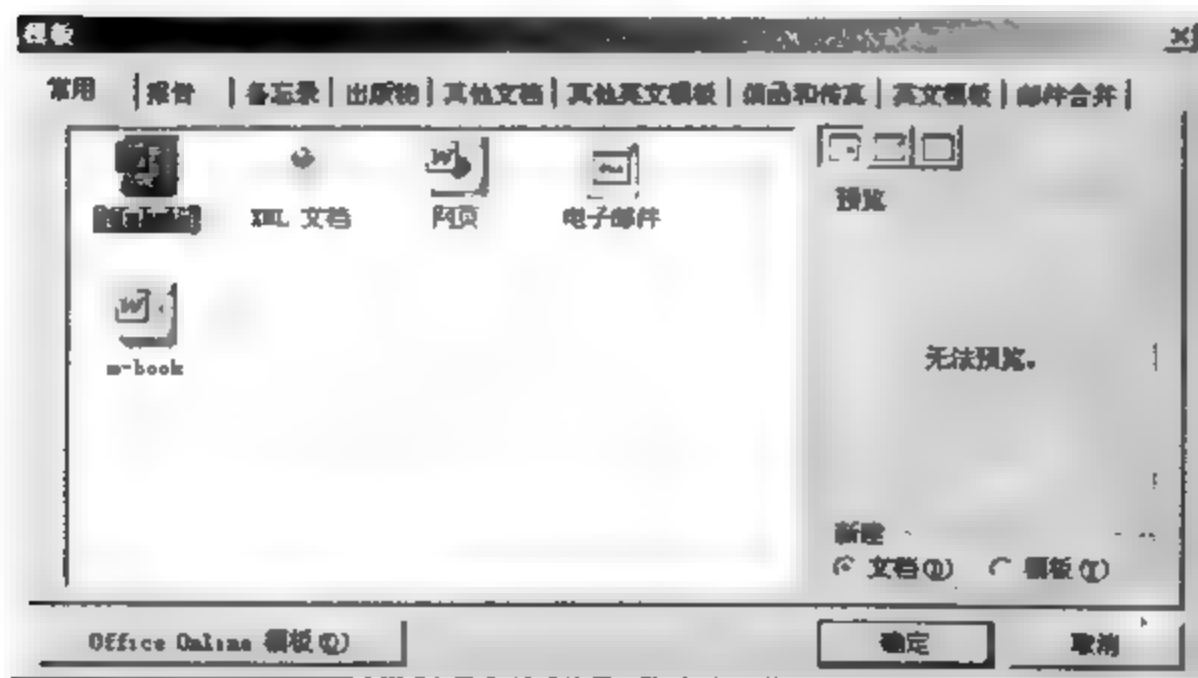 模板
常用 报告 备忘录 出版物 其他文档 其他英文模板 信函和传真 英文模板 邮件合并
XML 文档 网页 电子邮件
预览
m-book
无法预览。
新建
文档(D) 模板(T)
Office Online 模板(O) 确定 取消